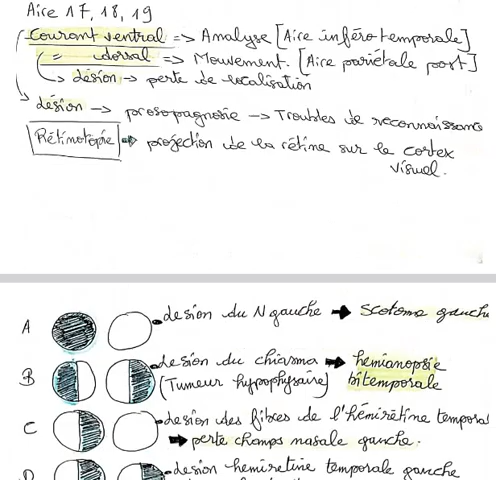 Aire 17, 18, 19
Courant ventral => Analyse [Aire inféro temporale]
= dorsal => Mouvement. [Aire pariétale post]
↳ lésion → perte de localisation
↳ lésion → prosopagnosie → Troubles de reconnaissance
Rétinotopie ➡ projection de la rétine sur le cortex
visuel.
A lésion du N gauche ➡ Scotome gauche
B lésion du chiasma ➡ hemianopsie
(Tumeur hypophysaire) bitemporale
C lésion des fibres de l'hémirétine temporal
➡ perte champs nasale gauche.
D lésion hemiretine temporale gauche